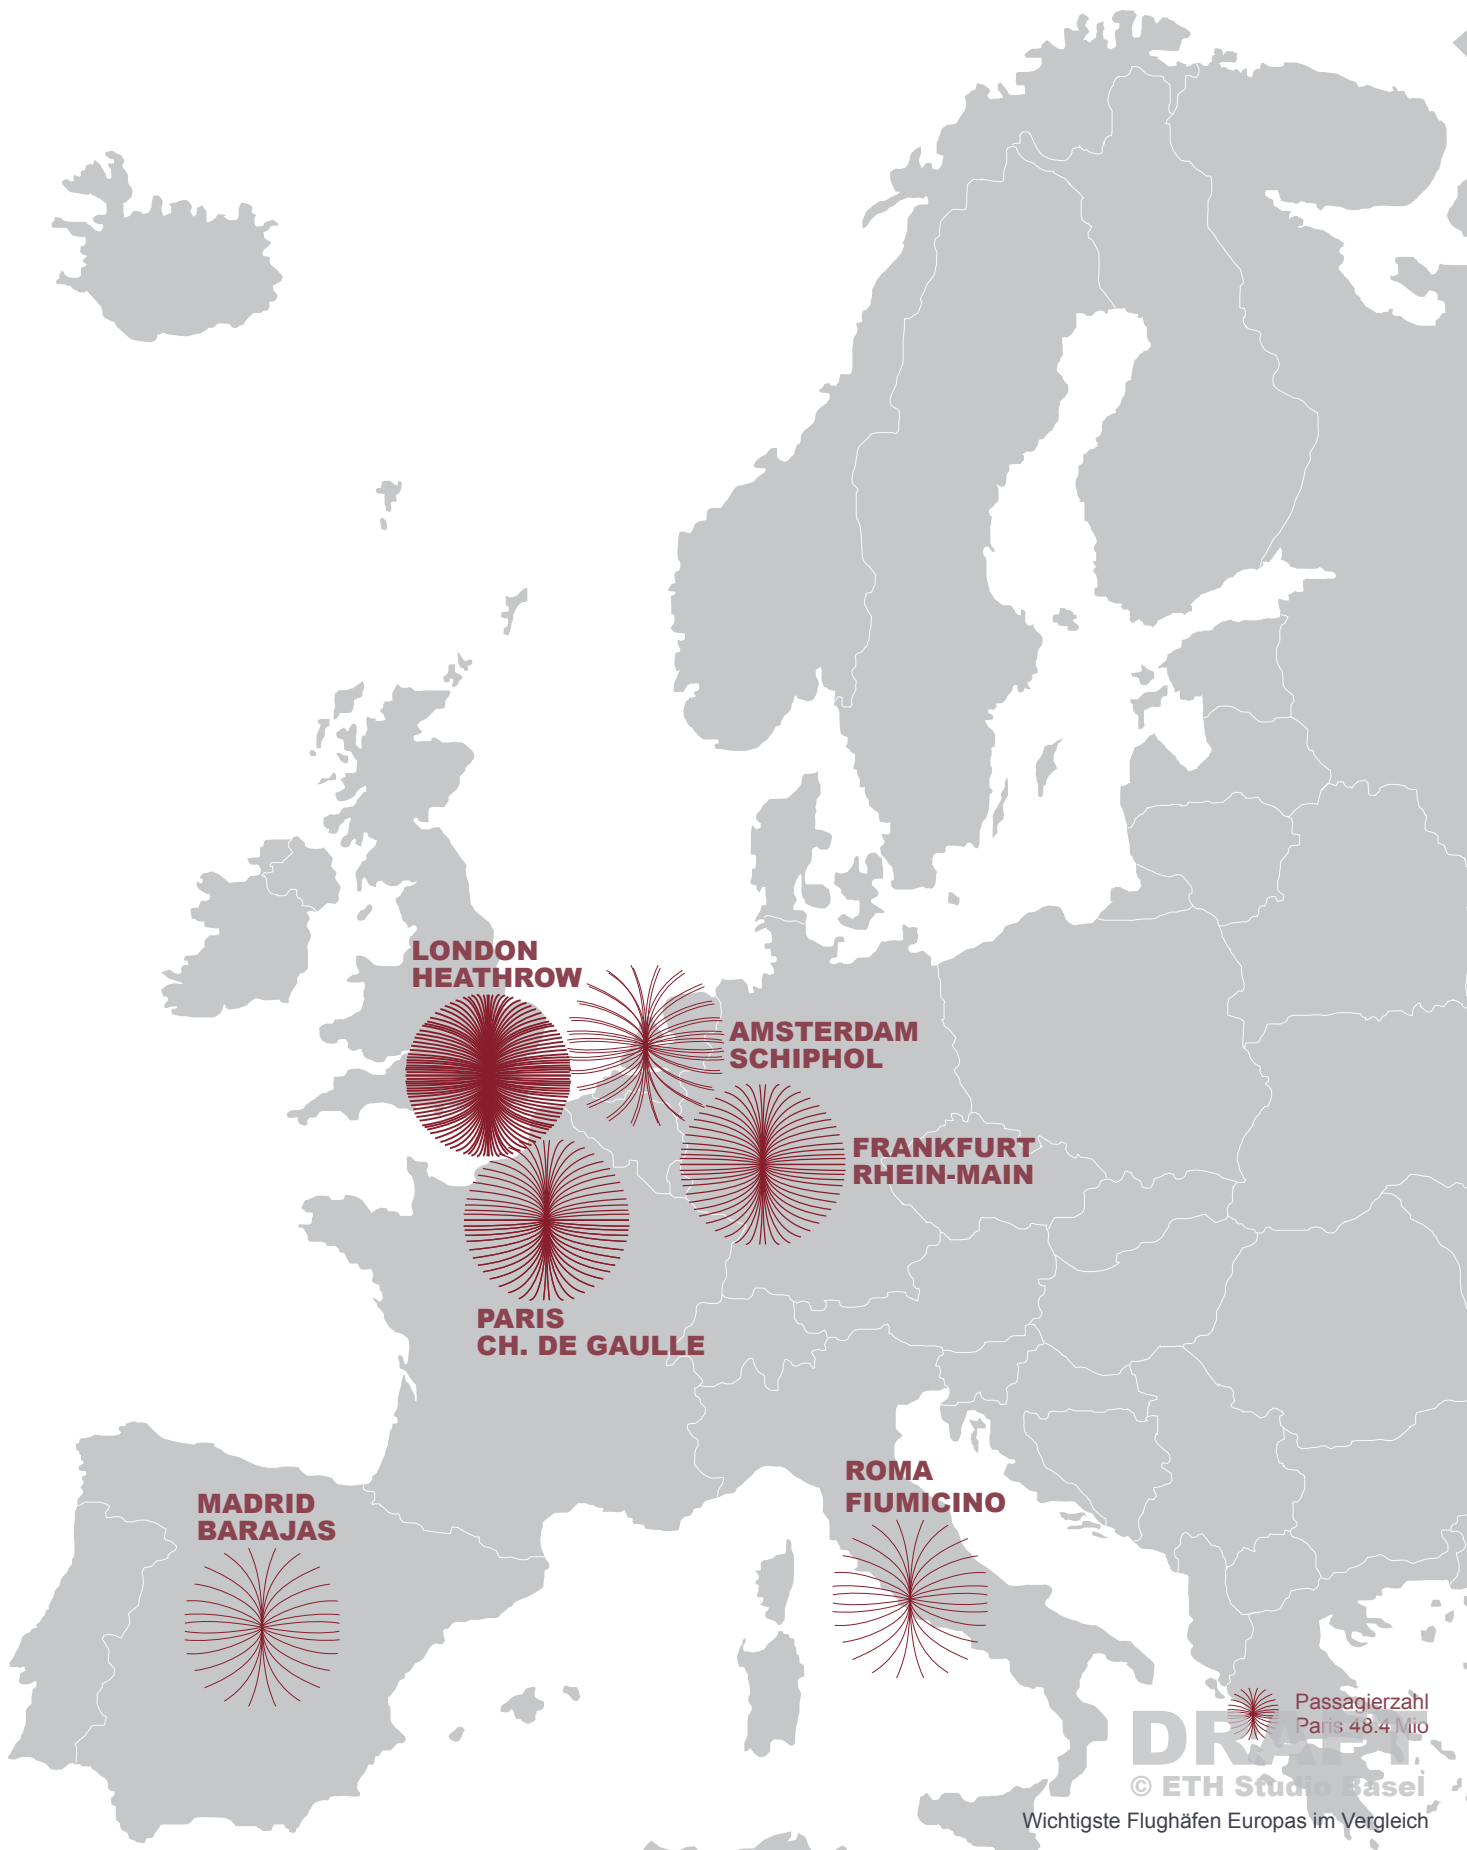 LONDON
HEATHROW
AMSTERDAM
SCHIPHOL
FRANKFURT
RHEIN-MAIN
PARIS
CH. DE GAULLE
ROMA
FIUMICINO
MADRID
BARAJAS
Passagierzahl
Paris 48.4 Mio
DRAFT
© ETH Studio Basel
Wichtigste Flughäfen Europas im Vergleich